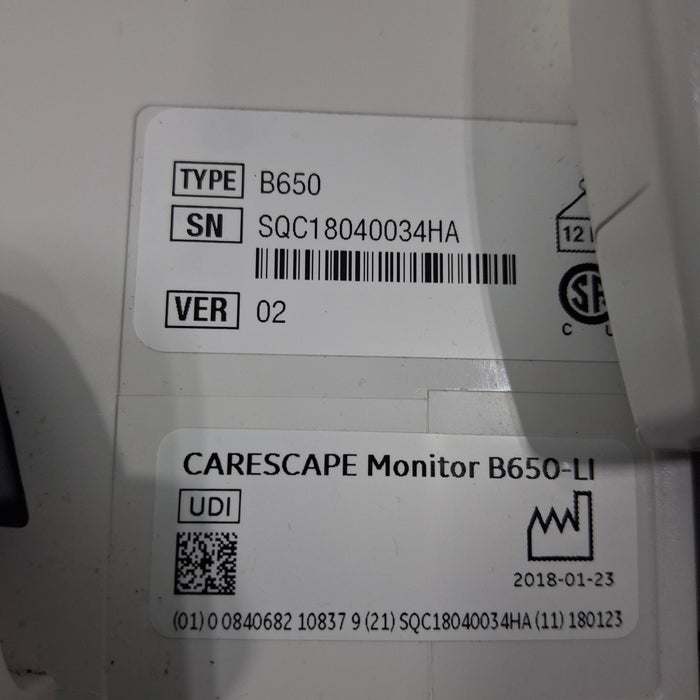 TYPE B650
SN SQC18040034HA
12
VER 02
C
CARESCAPE Monitor B650-LI
UDI
2018-01-23
(01) 0 0840682 10837 9 (21) SQC18040034HA (11) 180123